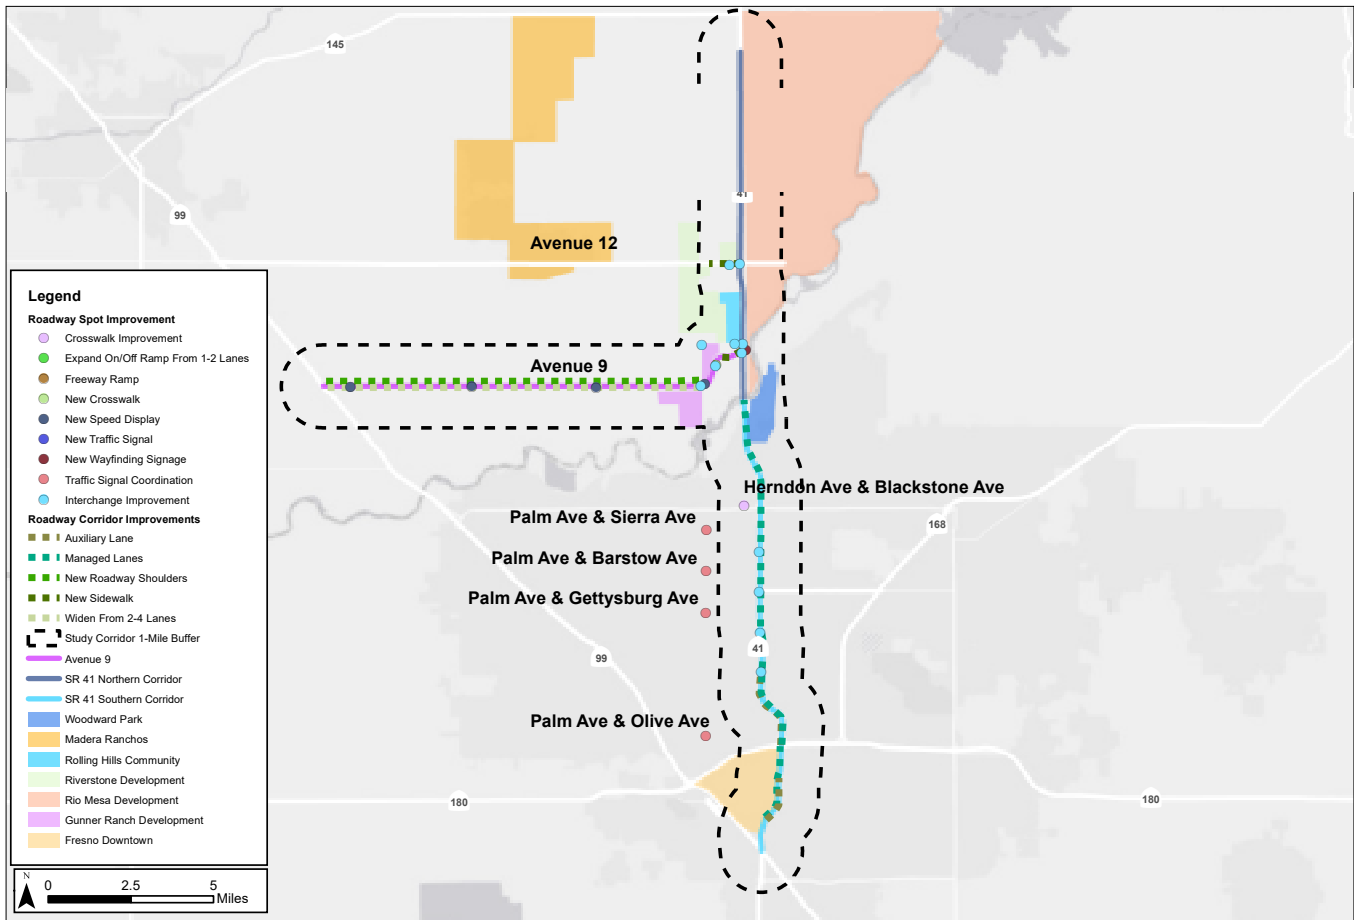 145
99
41
Avenue 12
Avenue 9
Herndon Ave & Blackstone Ave
Palm Ave & Sierra Ave
168
Palm Ave & Barstow Ave
Palm Ave & Gettysburg Ave
41
99
Palm Ave & Olive Ave
180
180
Legend
Roadway Spot Improvement
Crosswalk Improvement
Expand On/Off Ramp From 1-2 Lanes
Freeway Ramp
New Crosswalk
New Speed Display
New Traffic Signal
New Wayfinding Signage
Traffic Signal Coordination
Interchange Improvement
Roadway Corridor Improvements
Auxiliary Lane
Managed Lanes
New Roadway Shoulders
New Sidewalk
Widen From 2-4 Lanes
Study Corridor 1-Mile Buffer
Avenue 9
SR 41 Northern Corridor
SR 41 Southern Corridor
Woodward Park
Madera Ranchos
Rolling Hills Community
Riverstone Development
Rio Mesa Development
Gunner Ranch Development
Fresno Downtown
N
0 2.5 5
Miles